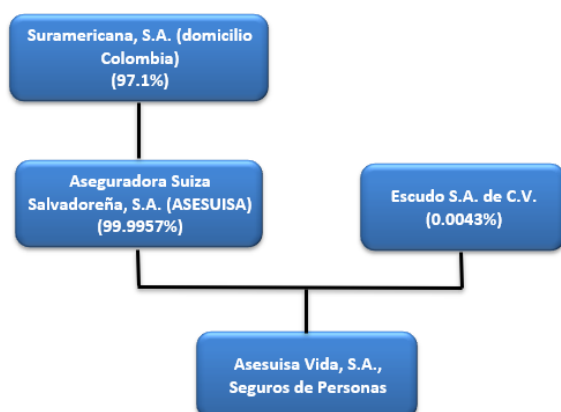 Suramericana, S.A. (domicilio
Colombia)
(97.1%)
Aseguradora Suiza
Salvadoreña, S.A. (ASESUISA)
(99.9957%)
Escudo S.A. de C.V.
(0.0043%)
Asesuisa Vida, S.A.,
Seguros de Personas